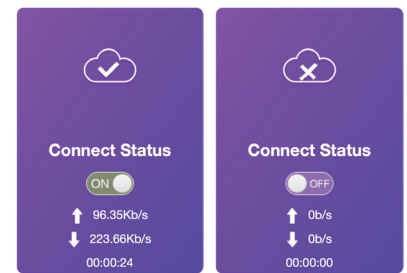 Connect Status
ON
96.35Kb/s
223.66Kb/s
00:00:24
Connect Status
OFF
0b/s
0b/s
00:00:00